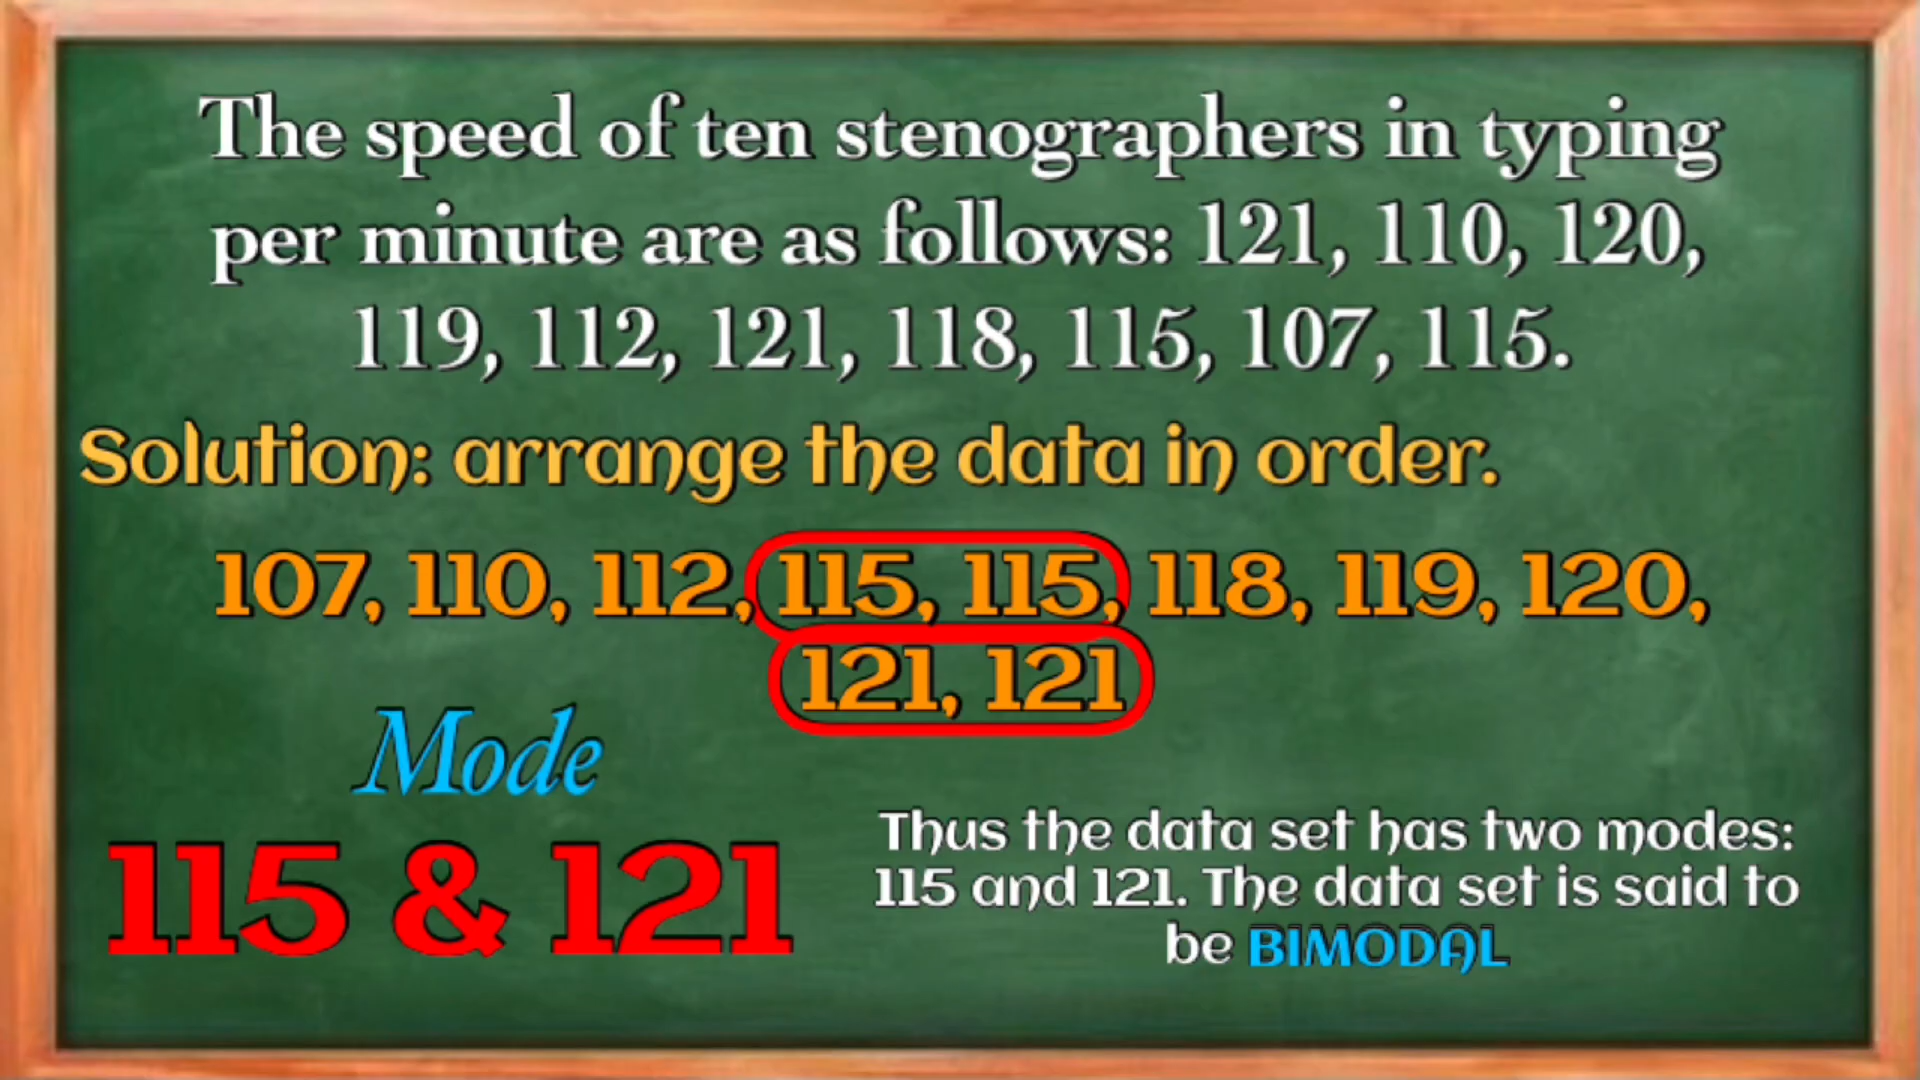 The speed of ten stenographers in typing
per minute are as follows: 121, 110, 120,
119, 112, 121, 118, 115, 107, 115.
Solution: arrange the data in order.
107, 110, 112, 115, 115, 118, 119, 120,
121, 121
Mode
115 & 121
Thus the data set has two modes:
115 and 121. The data set is said to
be BIMODAL